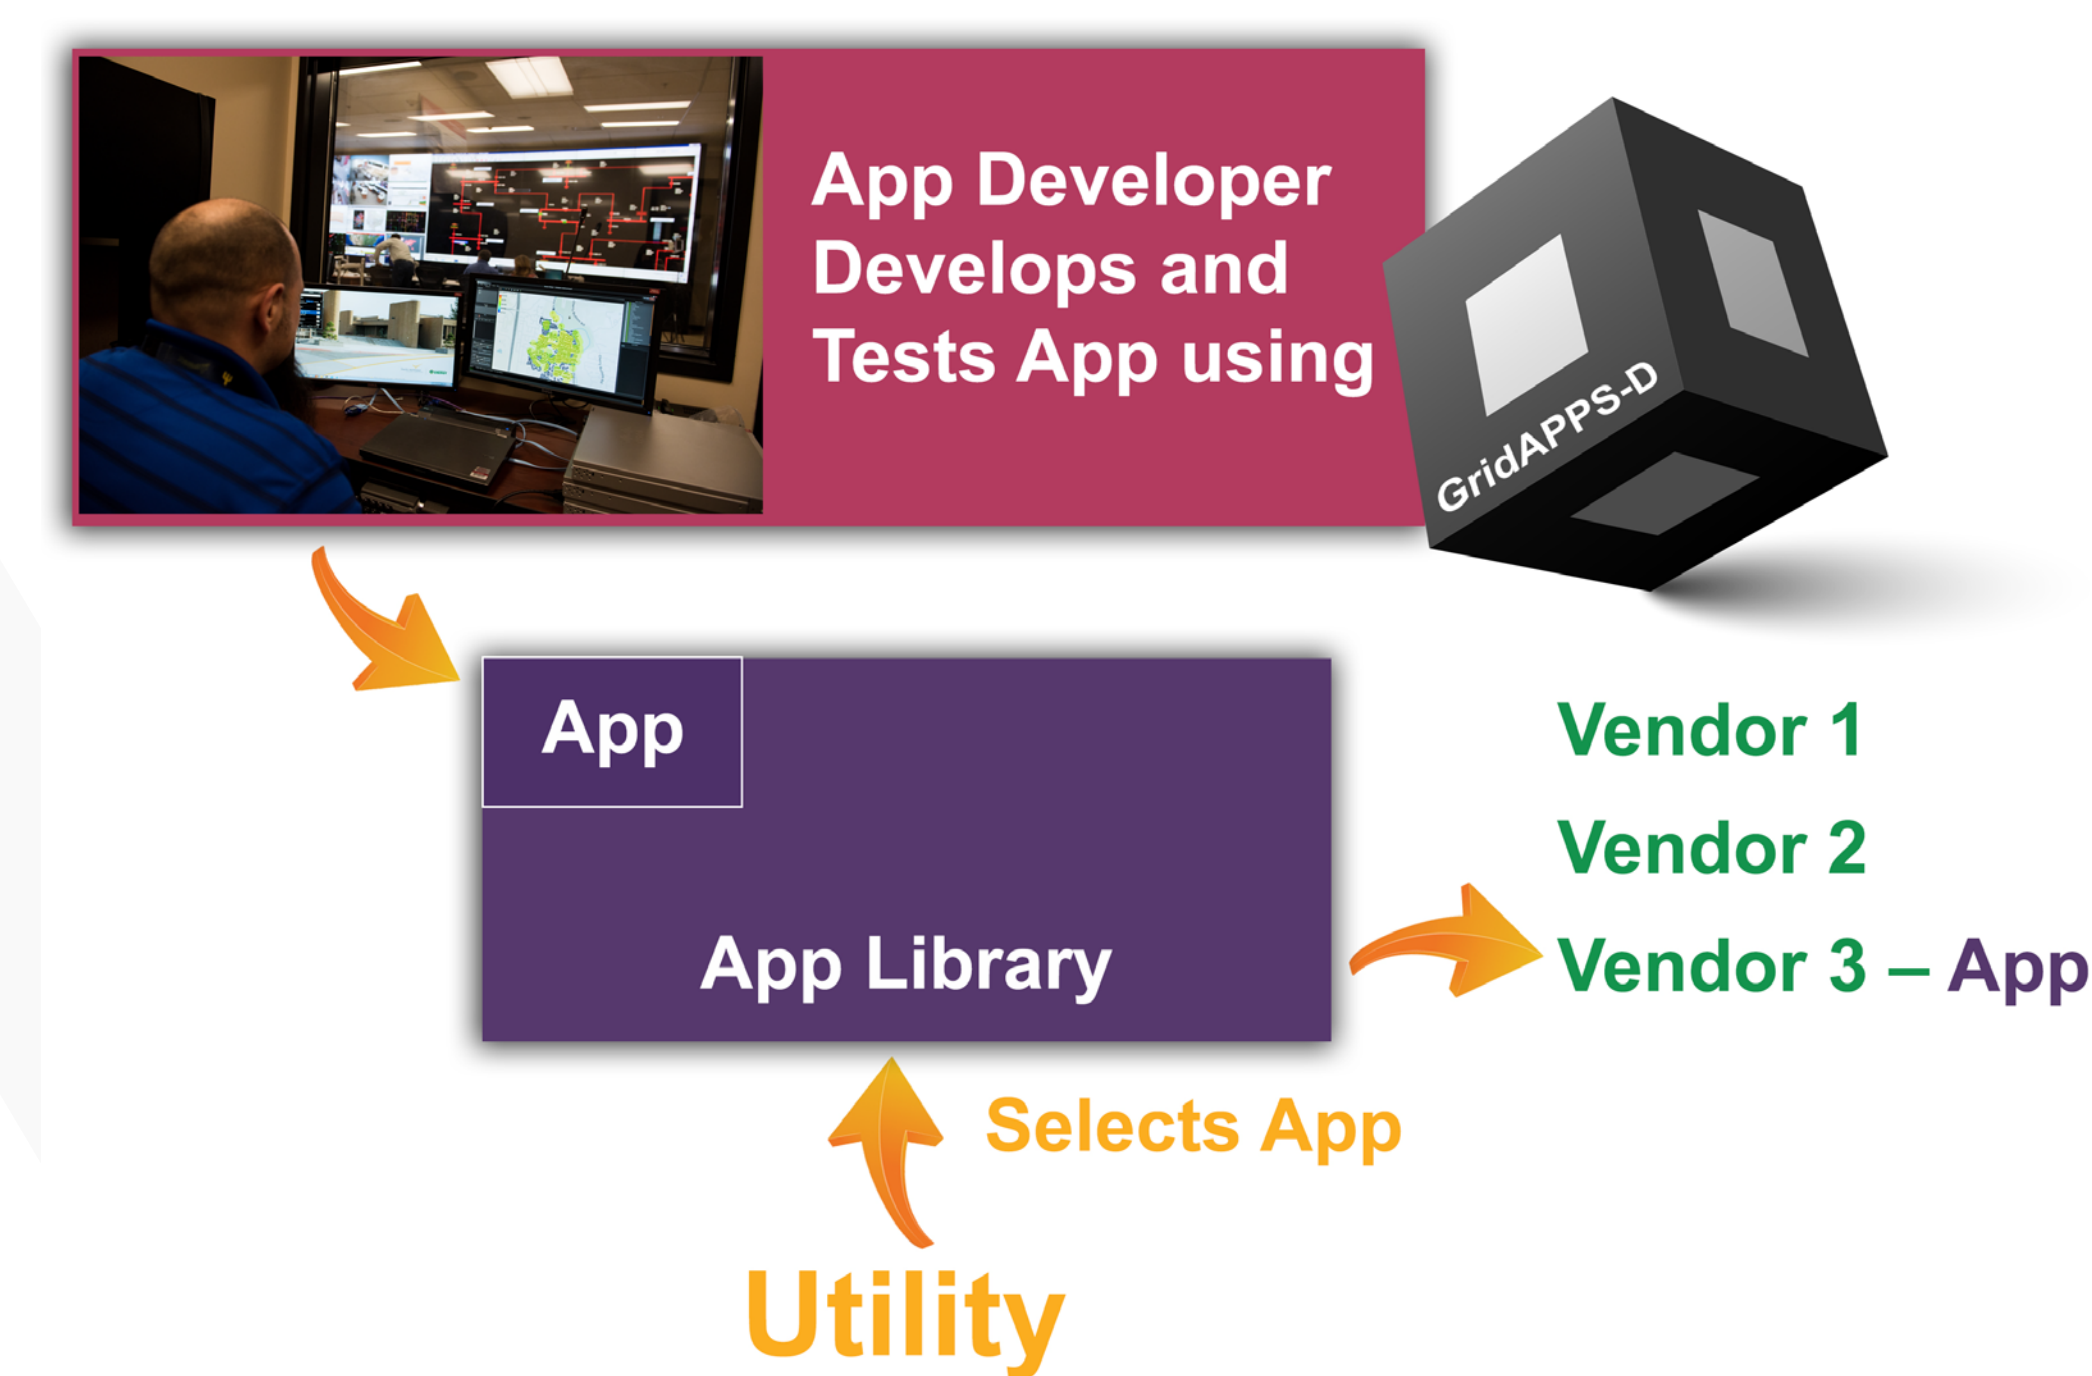 App Developer
Develops and
Tests App using
GridAPPS-D
App
App Library
Vendor 1
Vendor 2
Vendor 3 – App
Selects App
Utility